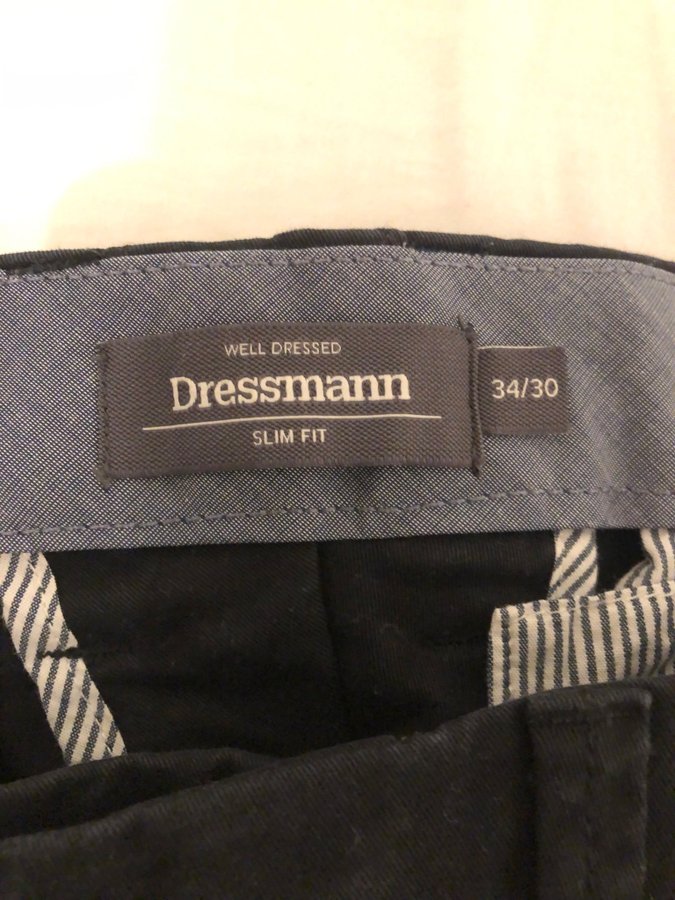 WELL DRESSED
Dressmann
SLIM FIT
34/30